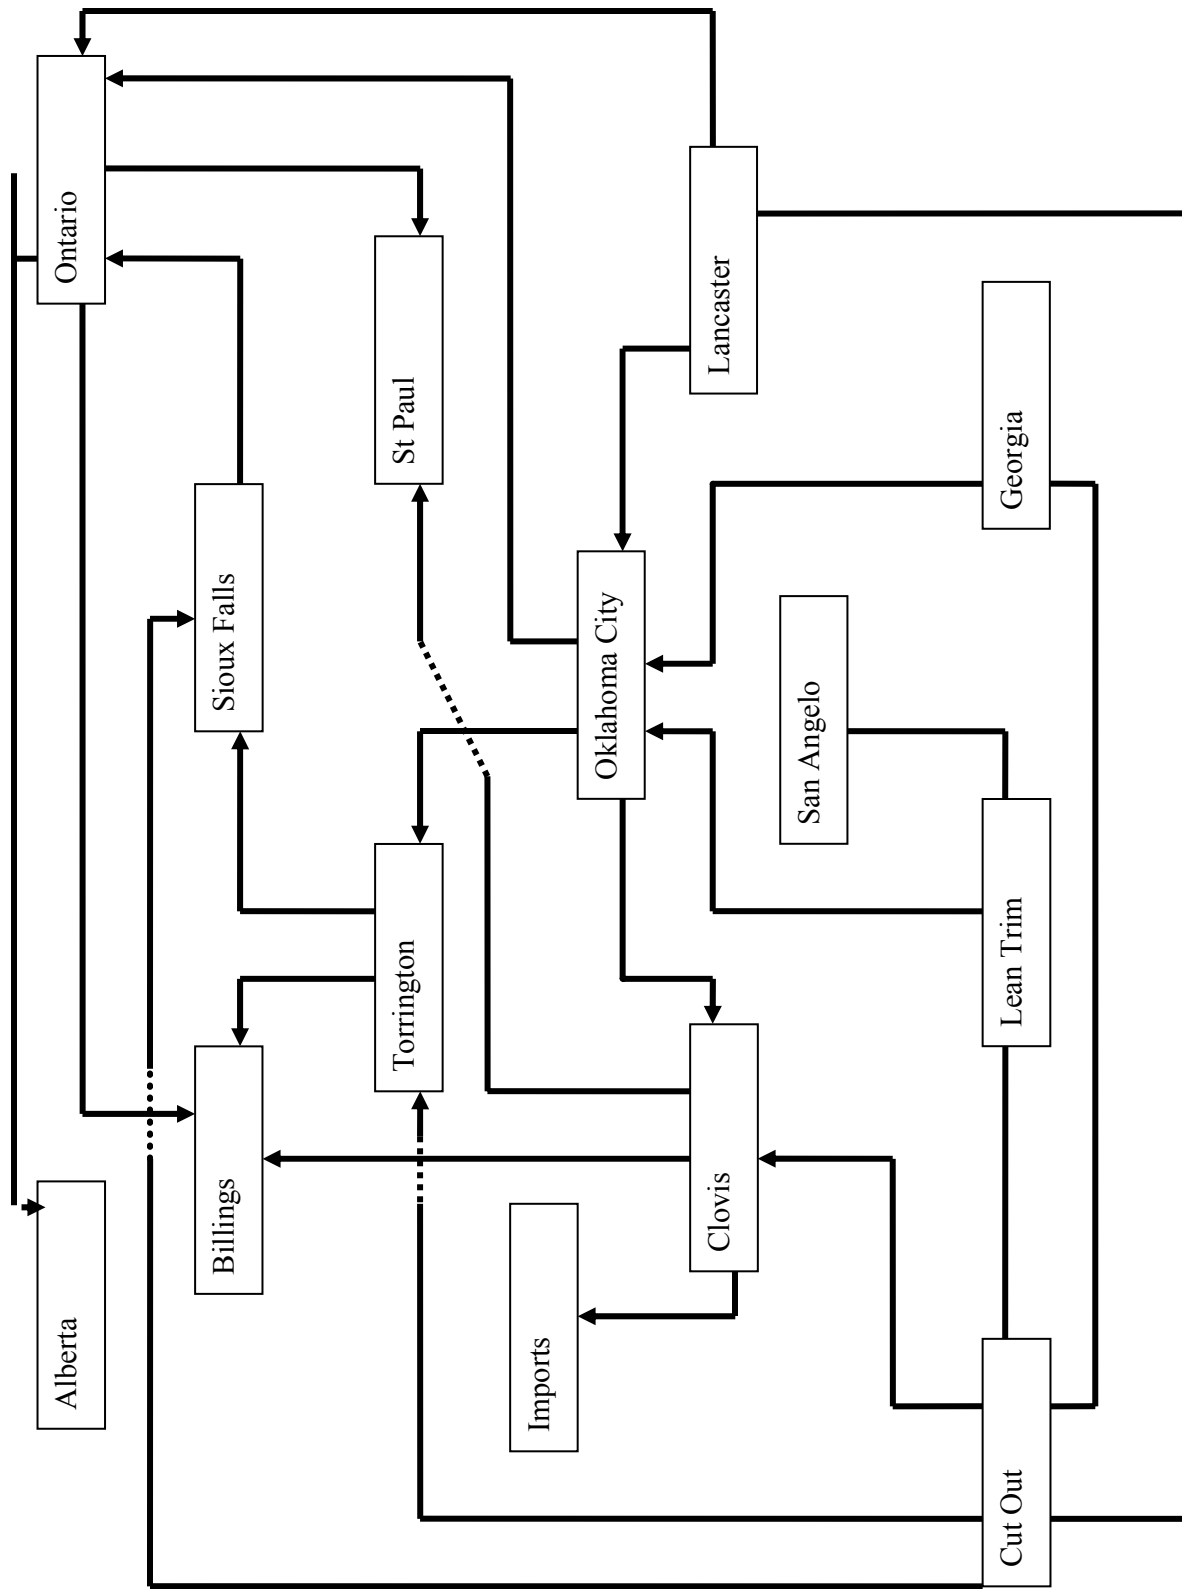 Alberta
Ontario
Billings
Sioux Falls
Torrington
St Paul
Imports
Oklahoma City
Clovis
Lancaster
San Angelo
Cut Out
Lean Trim
Georgia